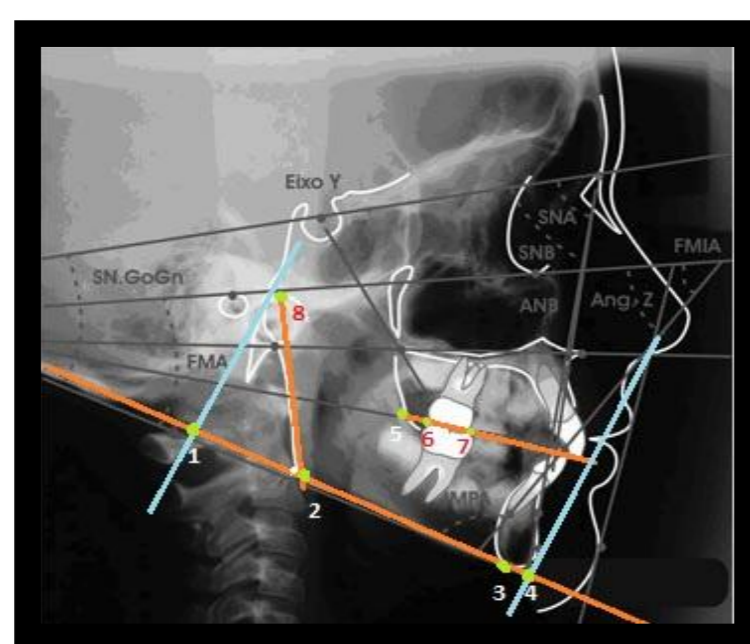 Eixo Y
SNA
SNB
FMIA
SN.GoGn
ANB
Ang. Z
8
FMA
5
6
7
1
IMPA
2
3
4